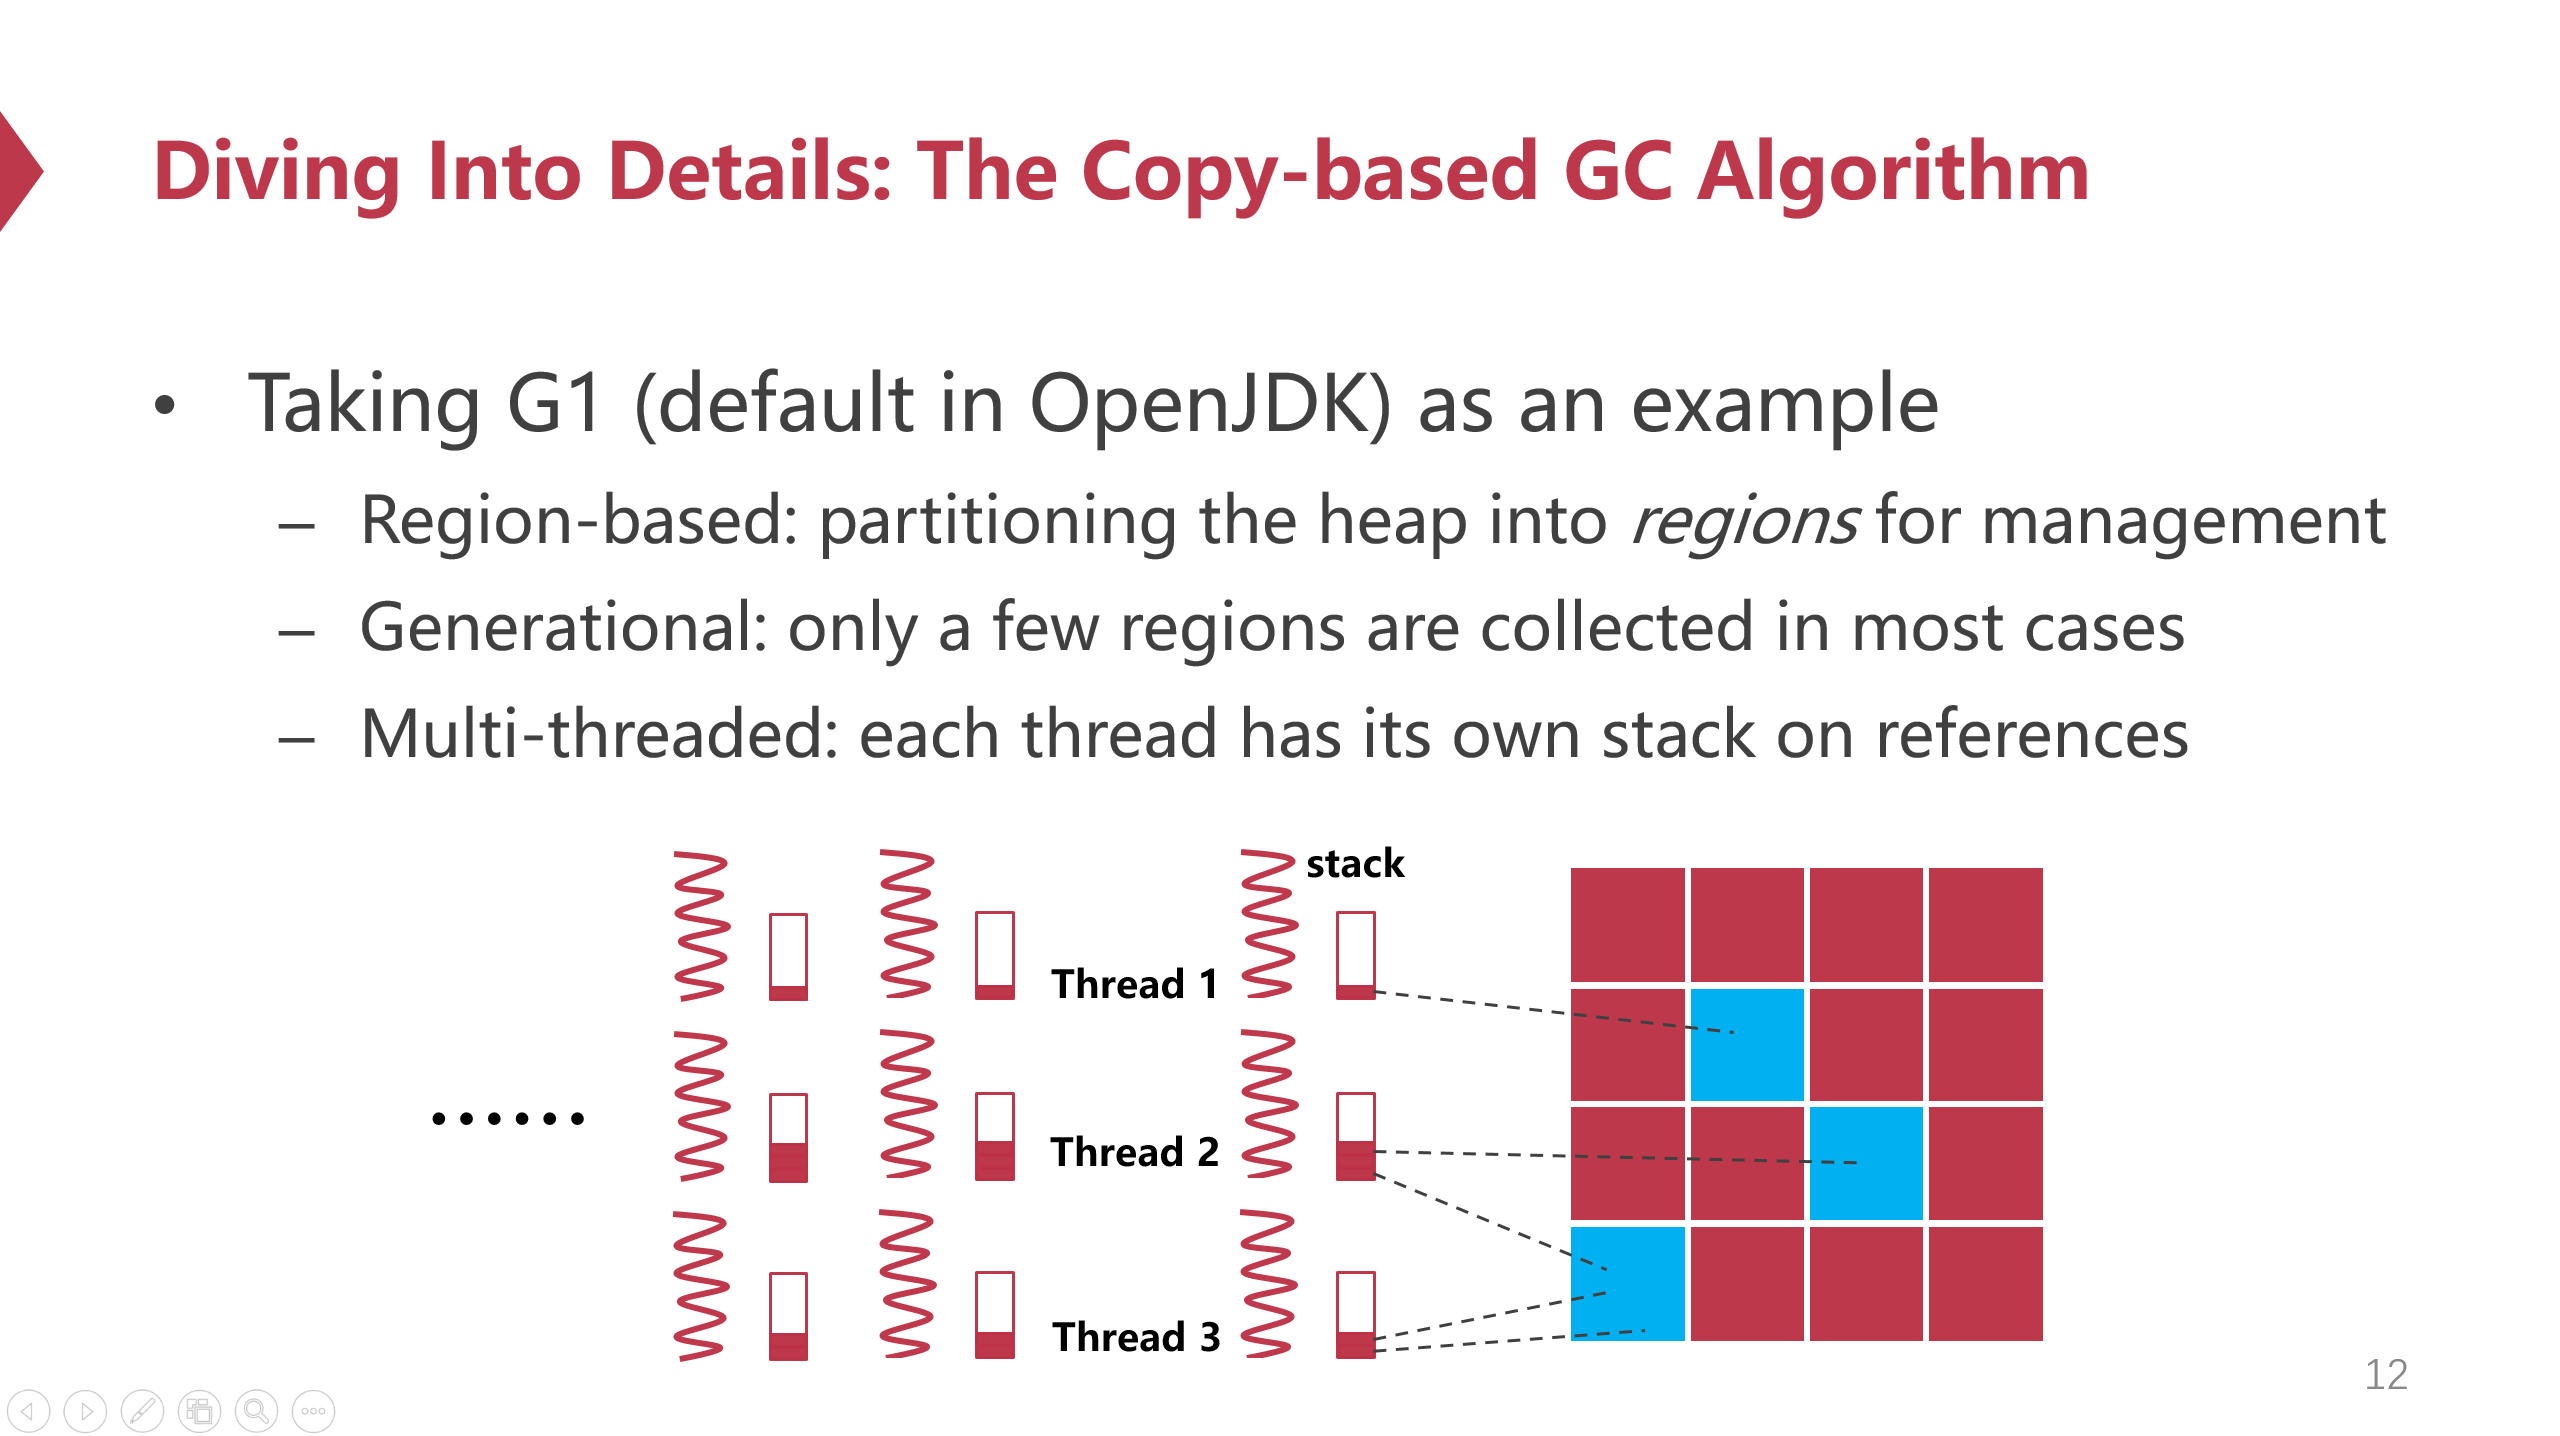 Diving Into Details: The Copy-based GC Algorithm
• Taking G1 (default in OpenJDK) as an example
– Region-based: partitioning the heap into regions for management
– Generational: only a few regions are collected in most cases
– Multi-threaded: each thread has its own stack on references
stack
Thread 1
......
Thread 2
Thread 3
12